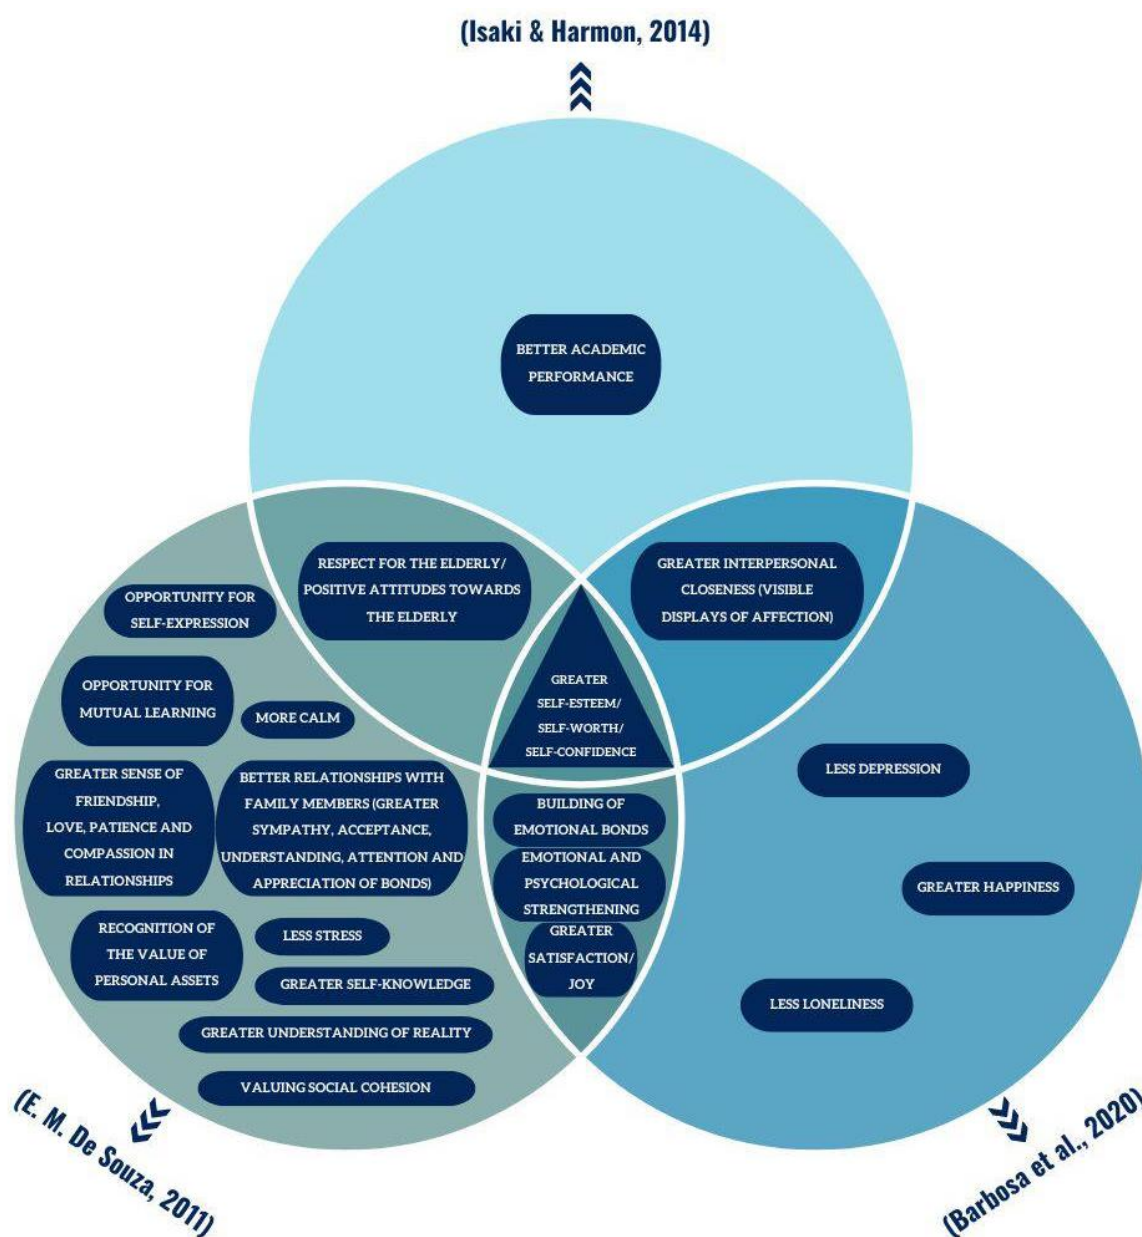 (Isaki & Harmon, 2014)
BETTER ACADEMIC
PERFORMANCE
RESPECT FOR THE ELDERLY/
POSITIVE ATTITUDES TOWARDS
THE ELDERLY
GREATER INTERPERSONAL
CLOSENESS (VISIBLE
DISPLAYS OF AFFECTION)
OPPORTUNITY FOR
SELF-EXPRESSION
OPPORTUNITY FOR
MUTUAL LEARNING
MORE CALM
GREATER
SELF-ESTEEM/
SELF-WORTH/
SELF-CONFIDENCE
GREATER SENSE OF
FRIENDSHIP,
LOVE, PATIENCE AND
COMPASSION IN
RELATIONSHIPS
BETTER RELATIONSHIPS WITH
FAMILY MEMBERS (GREATER
SYMPATHY, ACCEPTANCE,
UNDERSTANDING, ATTENTION AND
APPRECIATION OF BONDS)
BUILDING OF
EMOTIONAL BONDS
EMOTIONAL AND
PSYCHOLOGICAL
STRENGTHENING
GREATER
SATISFACTION/
JOY
LESS DEPRESSION
GREATER HAPPINESS
LESS LONELINESS
RECOGNITION OF
THE VALUE OF
PERSONAL ASSETS
LESS STRESS
GREATER SELF-KNOWLEDGE
GREATER UNDERSTANDING OF REALITY
VALUING SOCIAL COHESION
(E. M. De Souza, 2011)
(Barbosa et al., 2020)